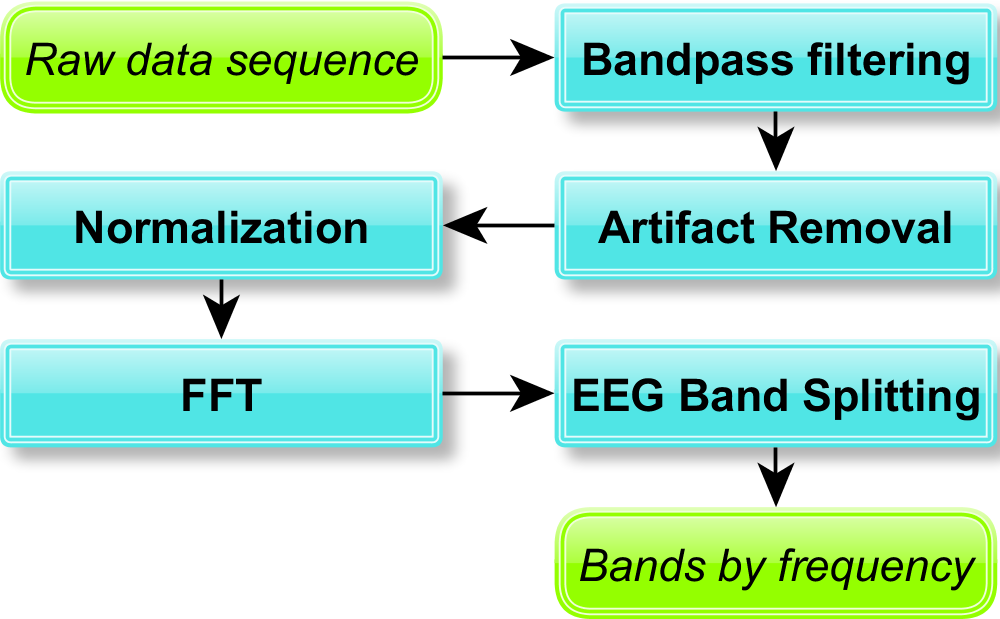 Raw data sequence
Bandpass filtering
Artifact Removal
Normalization
FFT
EEG Band Splitting
Bands by frequency